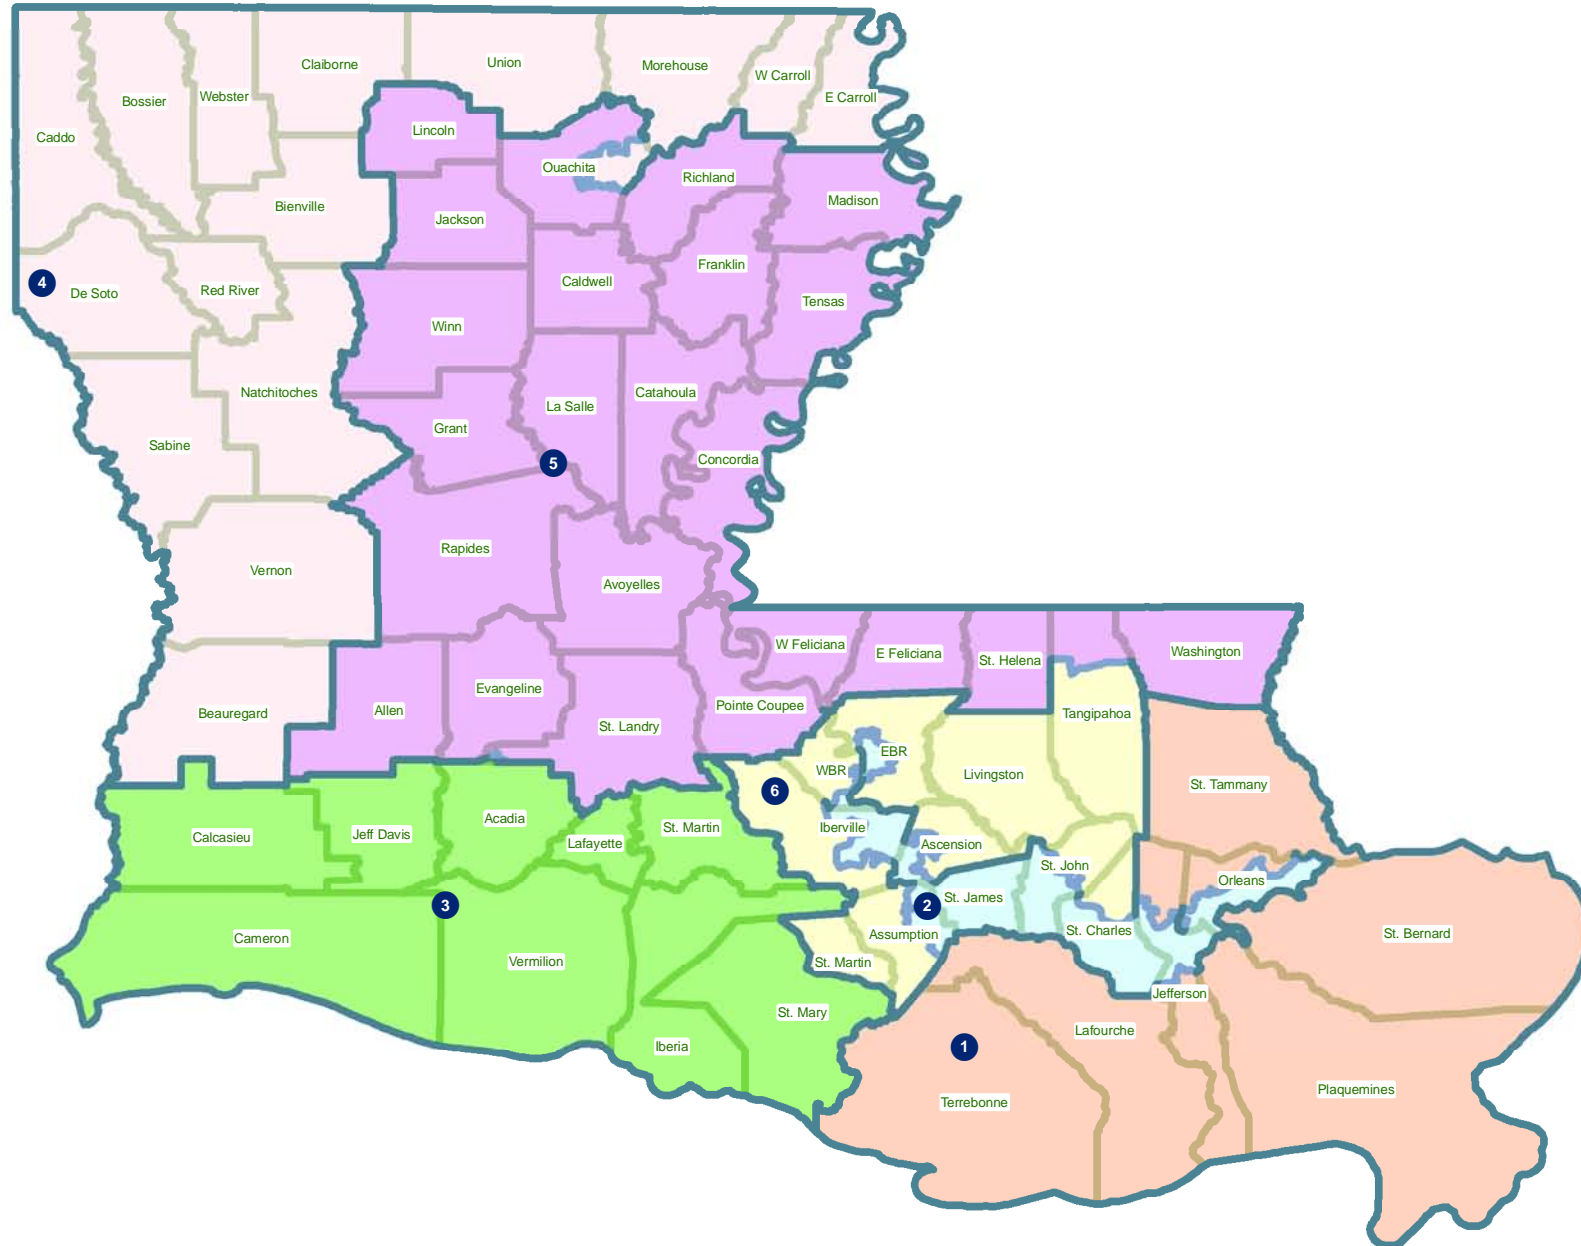 Claiborne
Union
Morehouse
W Carroll
E Carroll
Bossier
Webster
Caddo
Lincoln
Ouachita
Richland
Madison
Bienville
Jackson
Franklin
Caldwell
4
De Soto
Red River
Tensas
Winn
Natchitoches
Catahoula
La Salle
Grant
Sabine
Concordia
5
Rapides
Vernon
Avoyelles
W Feliciana
E Feliciana
St. Helena
Washington
Evangeline
Pointe Coupee
Beauregard
Allen
St. Landry
Tangipahoa
EBR
WBR
Livingston
St. Tammany
6
Acadia
Calcasieu
Jeff Davis
Lafayette
St. Martin
Iberville
Ascension
St. John
Orleans
3
2
St. James
Cameron
Assumption
St. Charles
St. Bernard
Vermilion
St. Martin
Jefferson
St. Mary
Lafourche
Iberia
1
Plaquemines
Terrebonne